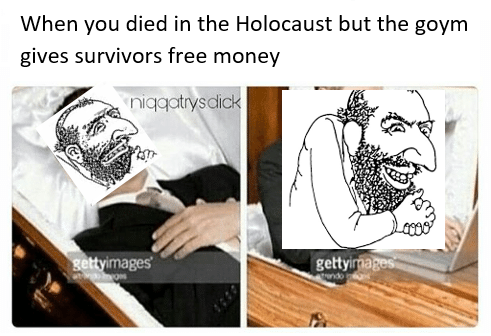 When you died in the Holocaust but the goym
gives survivors free money
niqqatrysdick
gettyimages
gettyimages